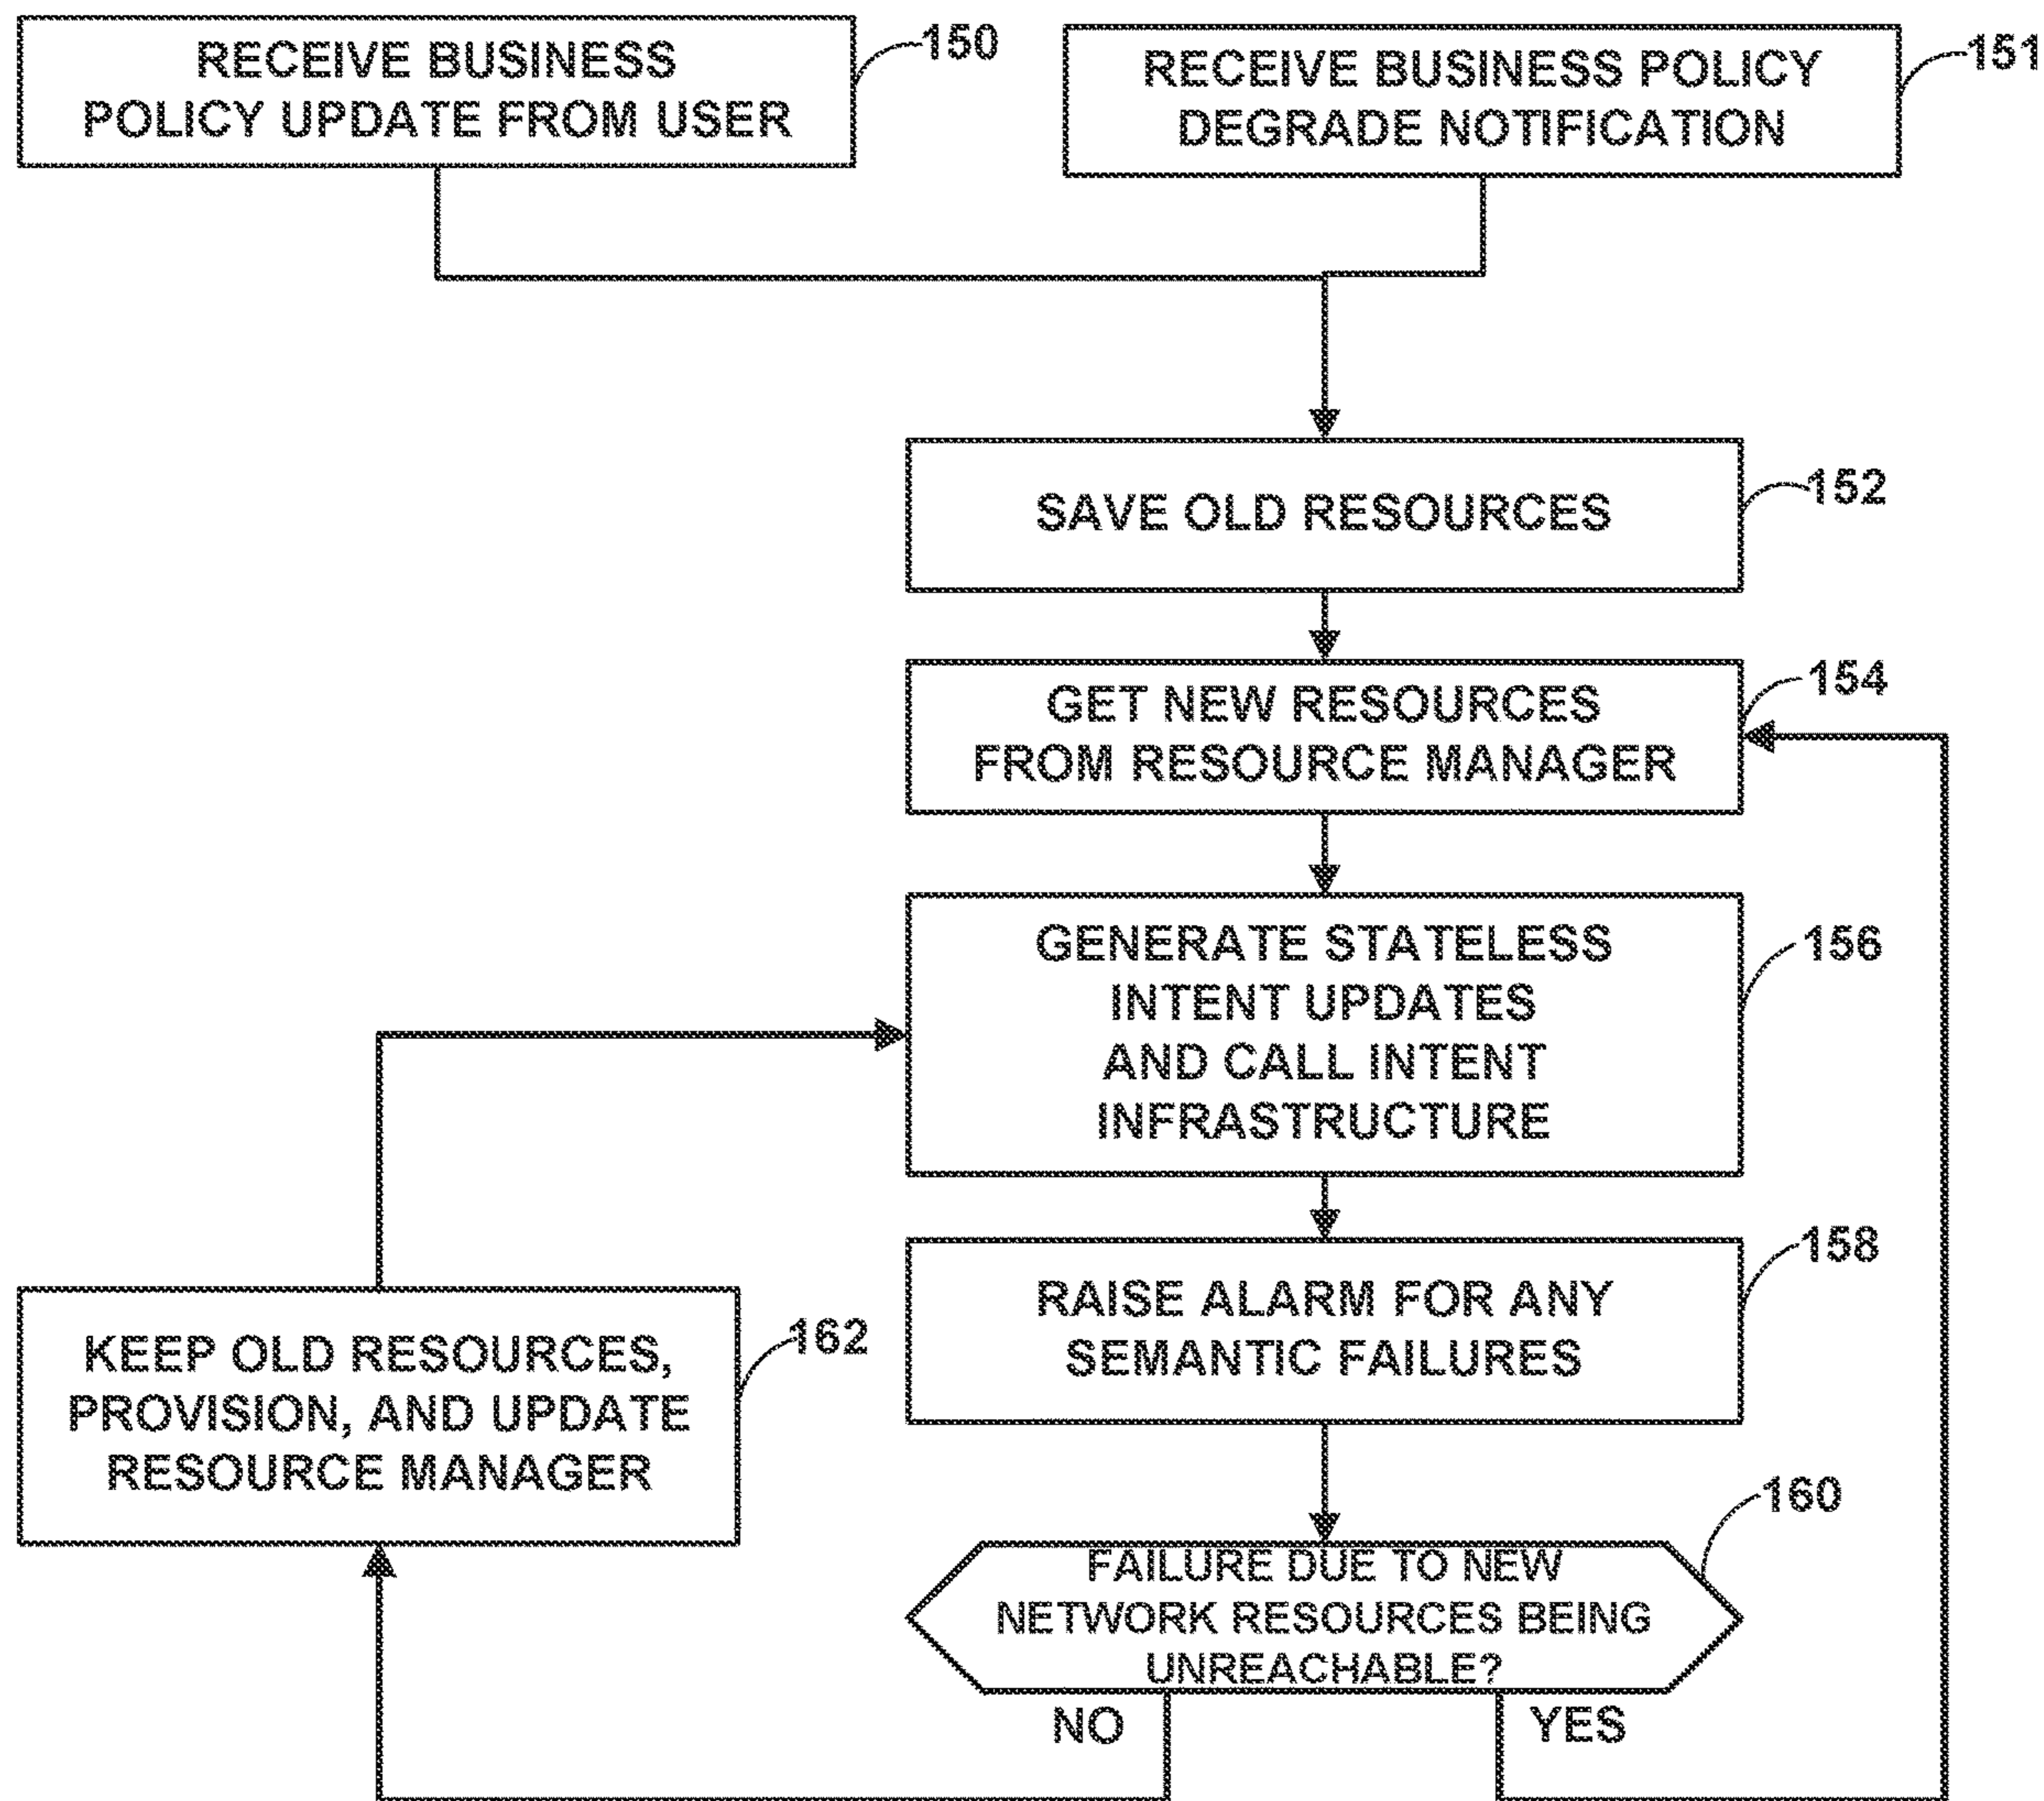 RECEIVE BUSINESS
POLICY UPDATE FROM USER
150
RECEIVE BUSINESS POLICY
DEGRADE NOTIFICATION
151
SAVE OLD RESOURCES
152
GET NEW RESOURCES
FROM RESOURCE MANAGER
154
GENERATE STATELESS
INTENT UPDATES
AND CALL INTENT
INFRASTRUCTURE
156
RAISE ALARM FOR ANY
SEMANTIC FAILURES
158
KEEP OLD RESOURCES,
PROVISION, AND UPDATE
RESOURCE MANAGER
162
FAILURE DUE TO NEW
NETWORK RESOURCES BEING
UNREACHABLE?
160
NO
YES